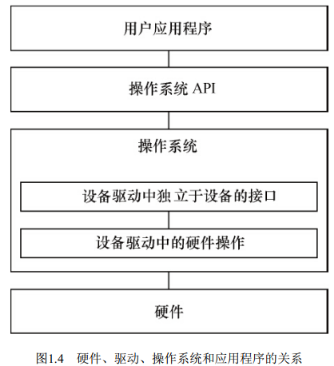 用户应用程序
操作系统 API
操作系统
设备驱动中独立于设备的接口
设备驱动中的硬件操作
硬件
图1.4 硬件、驱动、操作系统和应用程序的关系